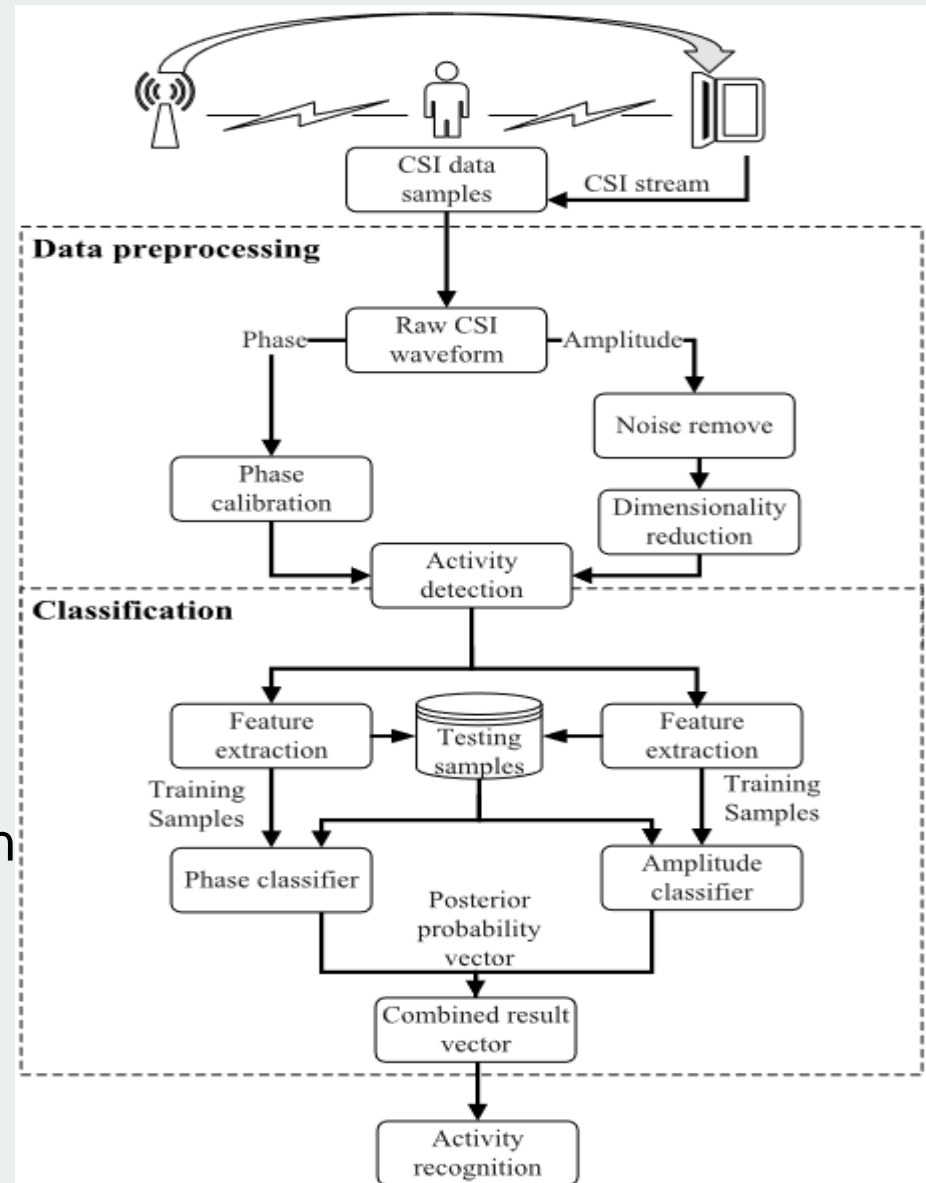 CSI data
samples
CSI stream
Data preprocessing
Raw CSI
waveform
Phase
Amplitude
Noise remove
Phase
calibration
Dimensionality
reduction
Activity
detection
Classification
Feature
extraction
Testing
samples
Feature
extraction
Training
Samples
Training
Samples
n
Phase classifier
Amplitude
classifier
Posterior
probability
vector
Combined result
vector
Activity
recognition